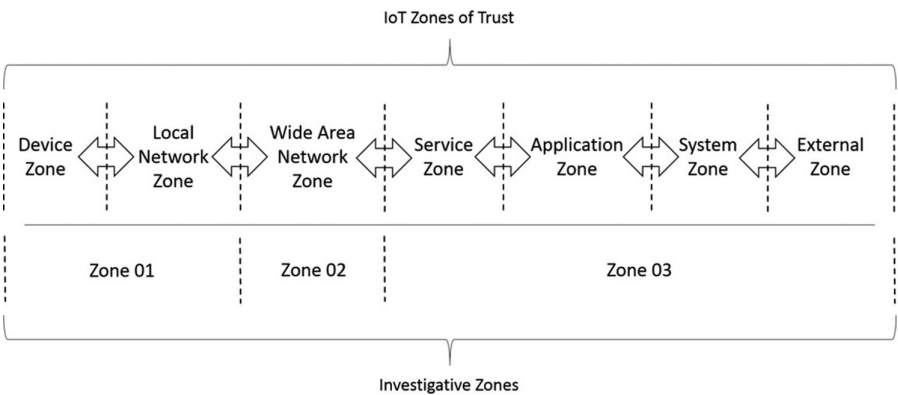 IoT Zones of Trust
Device
Zone
Local
Network
Zone
Wide Area
Network
Zone
Service
Zone
Application
Zone
System
Zone
External
Zone
Zone 01
Zone 02
Zone 03
Investigative Zones